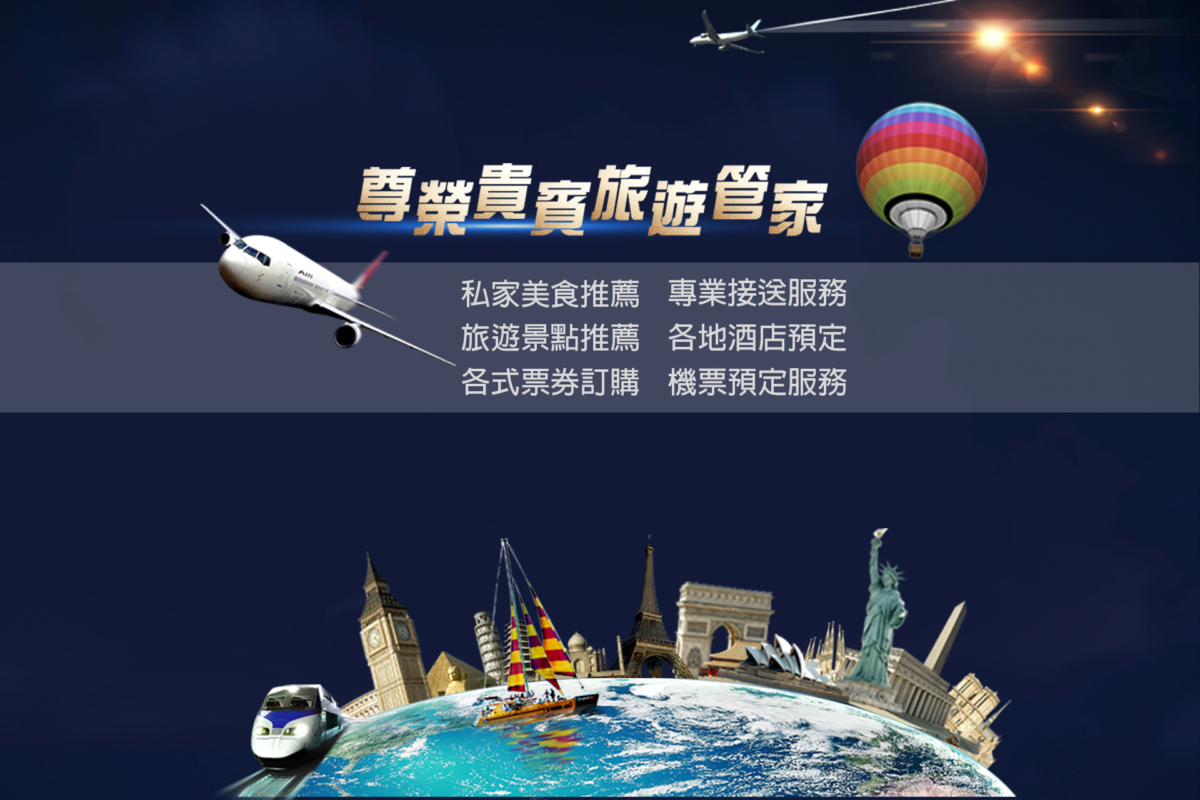 尊榮貴賓旅遊管家
私家美食推薦 專業接送服務
旅遊景點推薦 各地酒店預定
各式票券訂購 機票預定服務